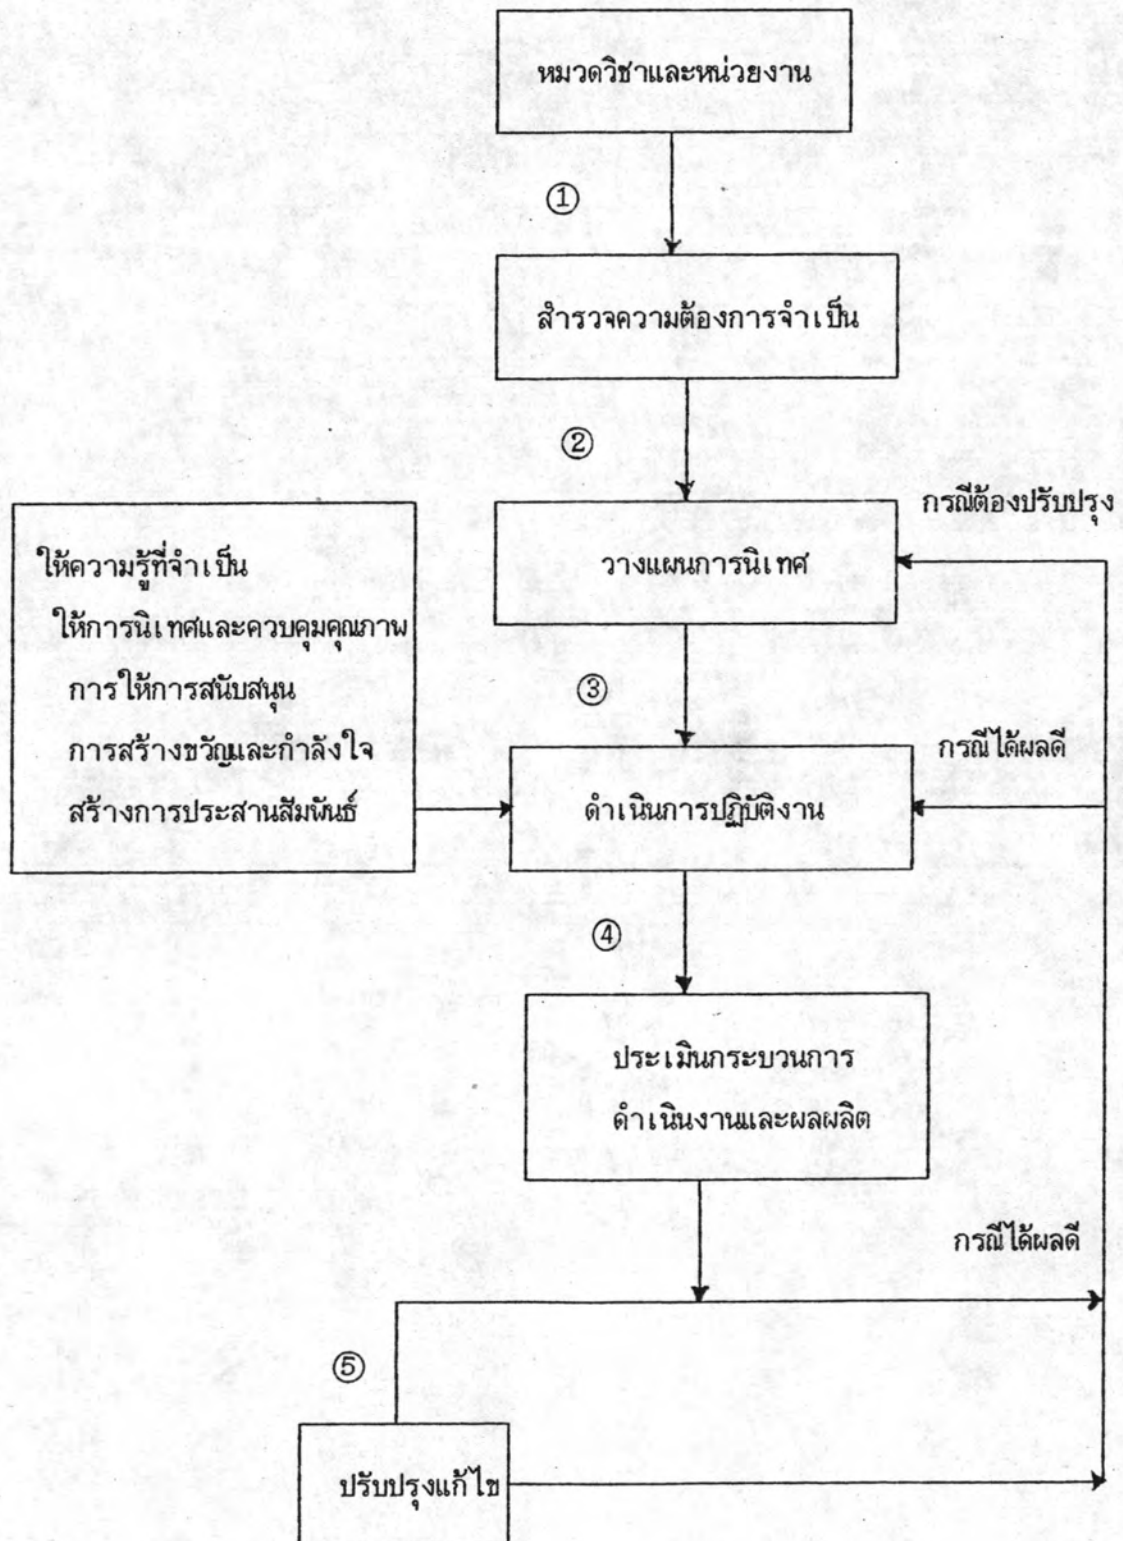 หมวดวิชาและหน่วยงาน
①
สำรวจความต้องการจำเป็น
②
กรณีต้องปรับปรุง
วางแผนการนิเทศ
ให้ความรู้ที่จำเป็น
ให้การนิเทศและควบคุมคุณภาพ
การให้การสนับสนุน
การสร้างขวัญและกำลังใจ
สร้างการประสานสัมพันธ์
③
กรณีได้ผลดี
ดำเนินการปฏิบัติงาน
④
ประเมินกระบวนการ
ดำเนินงานและผลผลิต
กรณีได้ผลดี
⑤
ปรับปรุงแก้ไข